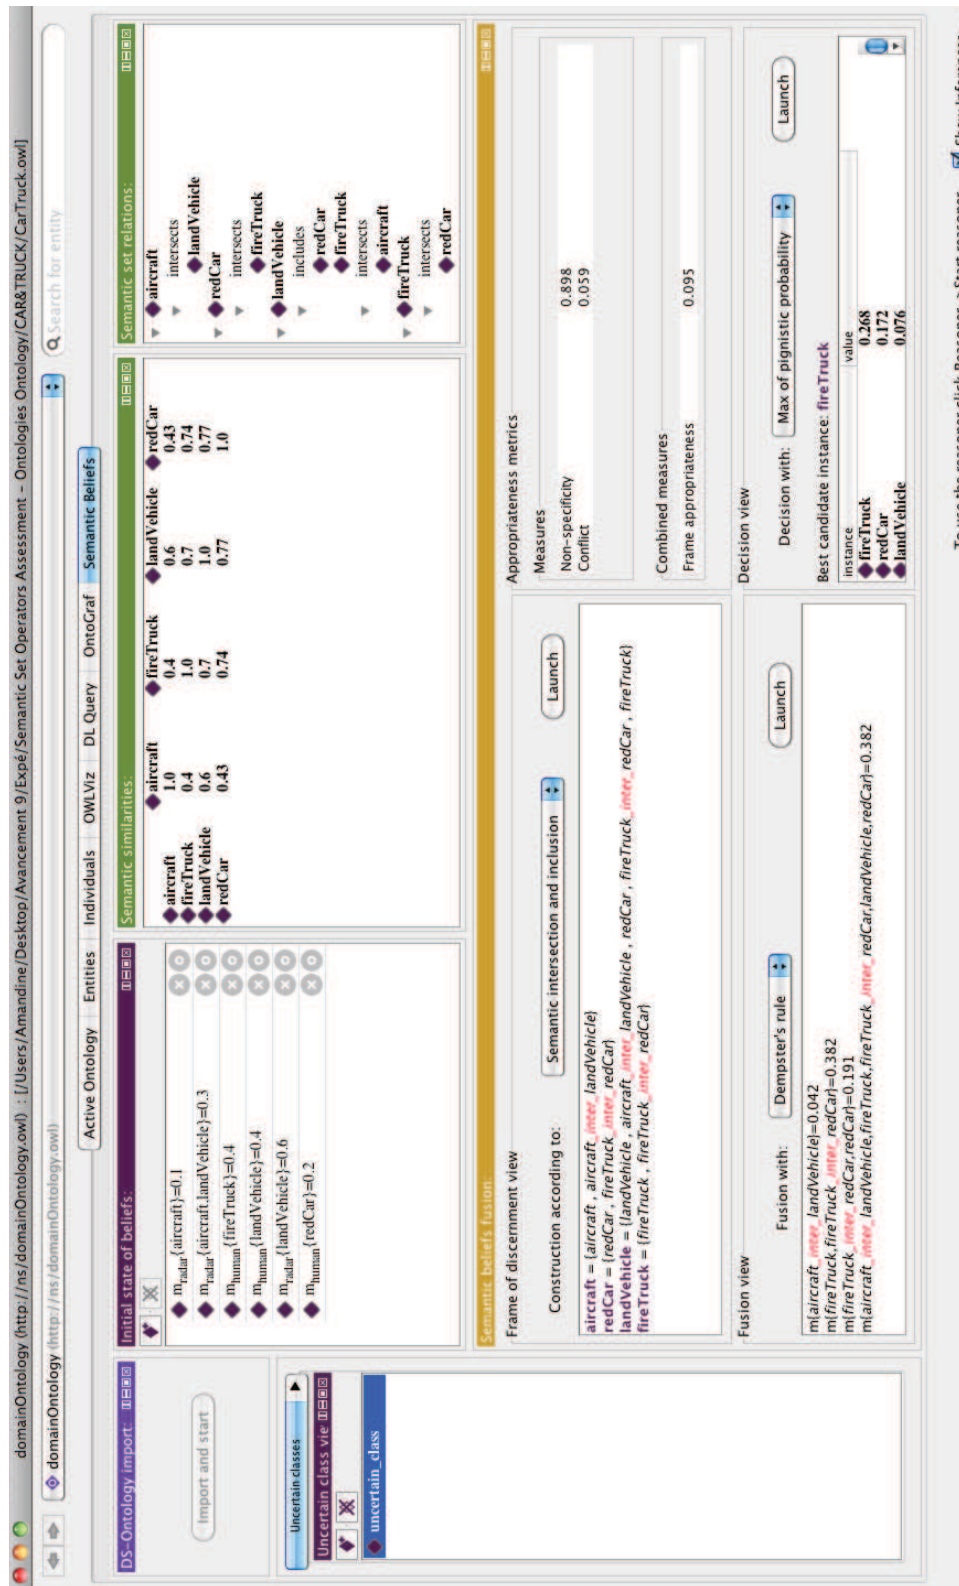 domainOntology (http://ns/domainOntology.owl) : [/Users/Amandine/Desktop/Avancement 9/Expé/Semantic Set Operators Assessment – Ontologies Ontology/CAR&TRUCK/CarTruck.owl]
domainOntology (http://ns/domainOntology.owl)
Search for entity
Active Ontology Entities Individuals OWLViz DL Query OntoGraf Semantic Beliefs
DS-Ontology import:
Import and start
Uncertain classes
Uncertain class vie
uncertain_class
Initial state of beliefs:
m_radar{aircraft}=0.1
m_radar{aircraft,landVehicle}=0.3
m_human{fireTruck}=0.4
m_human{landVehicle}=0.4
m_radar{landVehicle}=0.6
m_human{redCar}=0.2
Semantic similarities:
aircraft fireTruck landVehicle redCar
aircraft 1.0 0.4 0.6 0.43
fireTruck 0.4 1.0 0.7 0.74
landVehicle 0.6 0.7 1.0 0.77
redCar 0.43 0.74 0.77 1.0
Semantic set relations:
aircraft
intersects
landVehicle
redCar
intersects
fireTruck
landVehicle
includes
redCar
fireTruck
intersects
aircraft
fireTruck
intersects
redCar
Semantic beliefs fusion
Frame of discernment view
Construction according to: Semantic intersection and inclusion Launch
aircraft = {aircraft , aircraft_inter_landVehicle}
redCar = {redCar , fireTruck_inter_redCar}
landVehicle = {landVehicle , aircraft_inter_landVehicle , redCar , fireTruck_inter_redCar , fireTruck}
fireTruck = {fireTruck , fireTruck_inter_redCar}
Appropriateness metrics
Measures
Non-specificity 0.898
Conflict 0.059
Combined measures
Frame appropriateness 0.095
Fusion view
Fusion with: Dempster's rule Launch
m{aircraft_inter_landVehicle}=0.042
m{fireTruck,fireTruck_inter_redCar}=0.382
m{fireTruck_inter_redCar,redCar}=0.191
m{aircraft_inter_landVehicle,fireTruck,fireTruck_inter_redCar,landVehicle,redCar}=0.382
Decision view
Decision with: Max of pignistic probability Launch
Best candidate instance: fireTruck
instance value
fireTruck 0.268
redCar 0.172
landVehicle 0.076